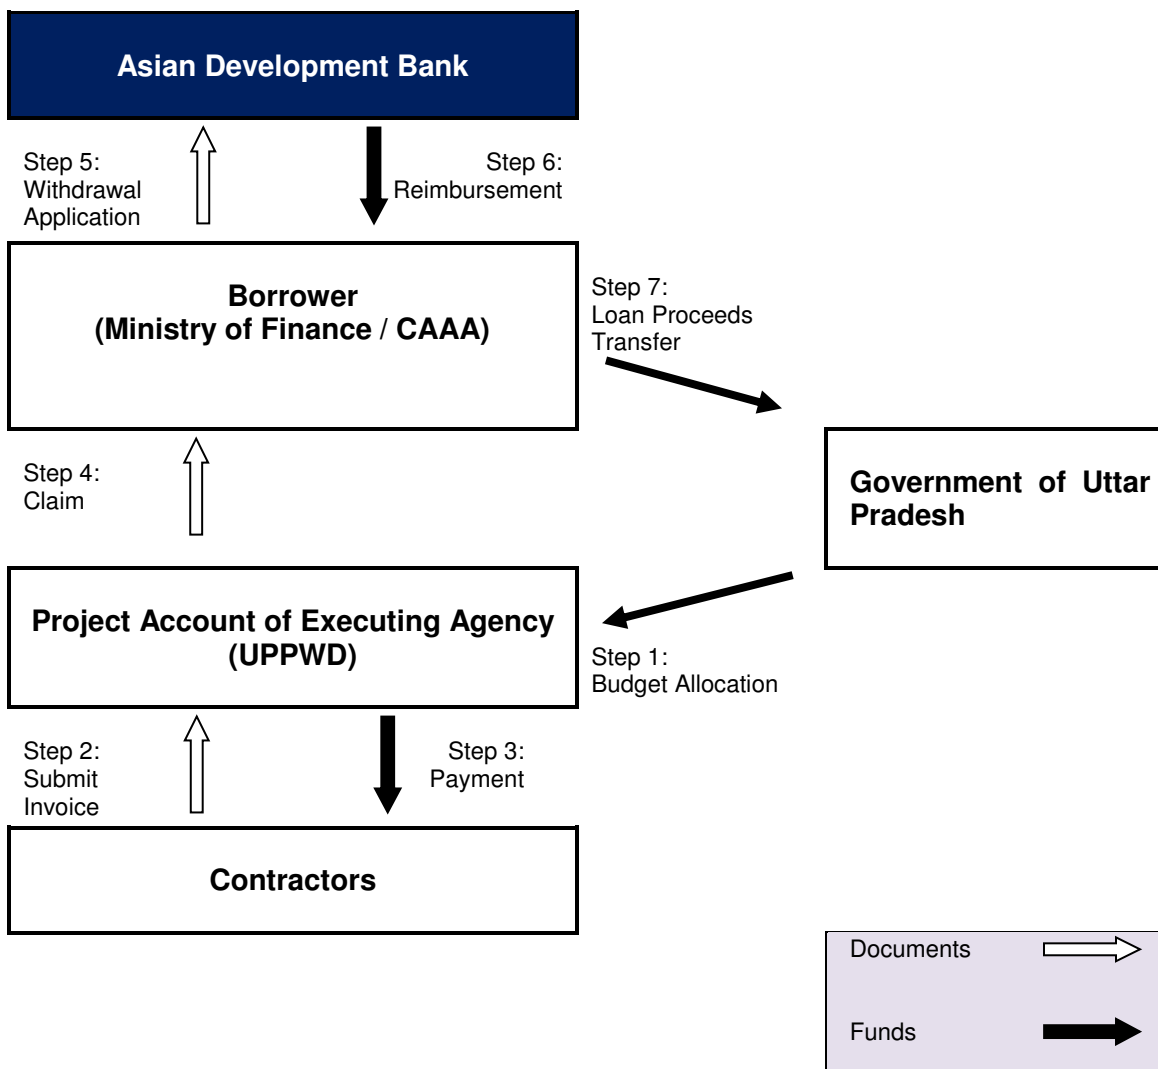 Asian Development Bank
Step 5:
Withdrawal
Application
Step 6:
Reimbursement
Borrower
(Ministry of Finance / CAAA)
Step 7:
Loan Proceeds
Transfer
Step 4:
Claim
Government of Uttar
Pradesh
Project Account of Executing Agency
(UPPWD)
Step 1:
Budget Allocation
Step 2:
Submit
Invoice
Step 3:
Payment
Contractors
Documents
Funds